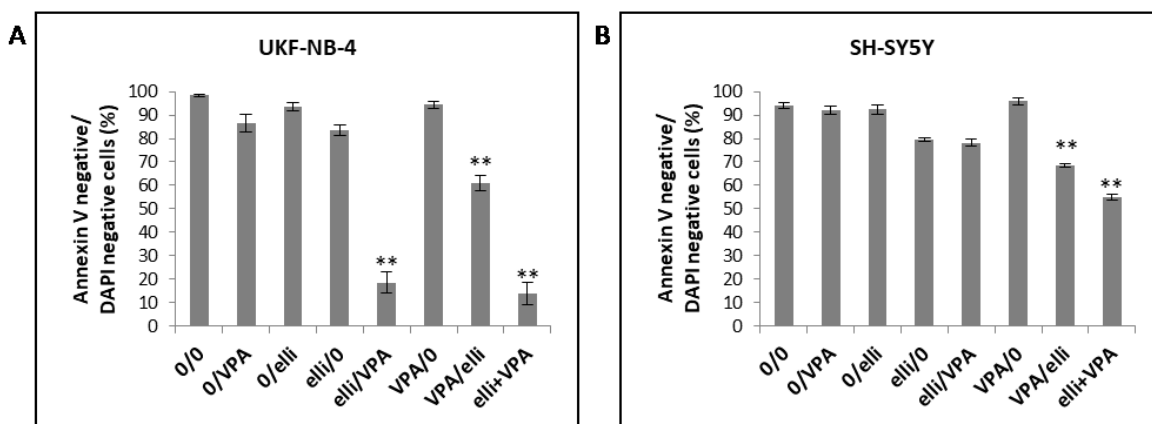 A
UKF-NB-4
Annexin V negative/
DAPI negative cells (%)
100
90
80
70
60
50
40
30
20
10
0
**
**
**
0/0
0/VPA
0/elli
elli/0
elli/VPA
VPA/0
VPA/elli
elli+VPA
B
SH-SY5Y
Annexin V negative/
DAPI negative cells (%)
100
90
80
70
60
50
40
30
20
10
0
**
**
0/0
0/VPA
0/elli
elli/0
elli/VPA
VPA/0
VPA/elli
elli+VPA